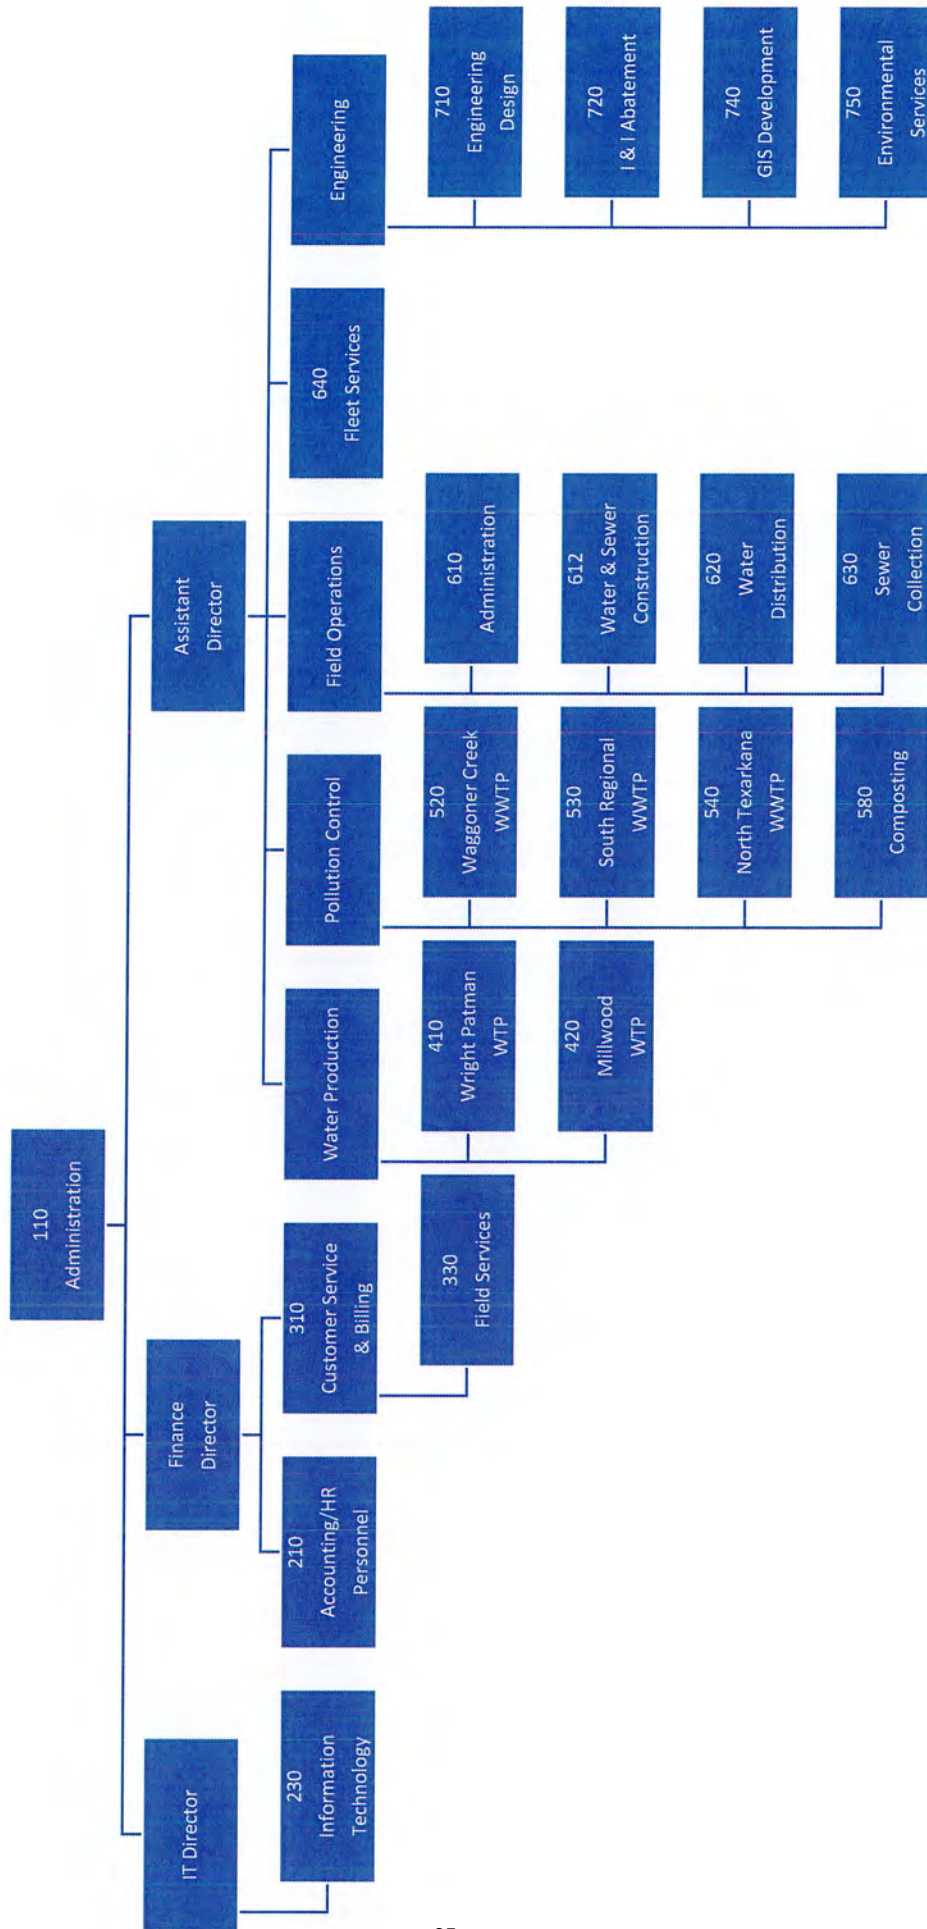 110
Administration
IT Director
Finance
Director
Assistant
Director
230
Information
Technology
210
Accounting/HR
Personnel
310
Customer Service
& Billing
Water Production
Pollution Control
Field Operations
640
Fleet Services
Engineering
330
Field Services
410
Wright Patman
WTP
420
Millwood
WTP
520
Waggoner Creek
WWTP
530
South Regional
WWTP
540
North Texarkana
WWTP
580
Composting
610
Administration
612
Water & Sewer
Construction
620
Water
Distribution
630
Sewer
Collection
710
Engineering
Design
720
I & I Abatement
740
GIS Development
750
Environmental
Services